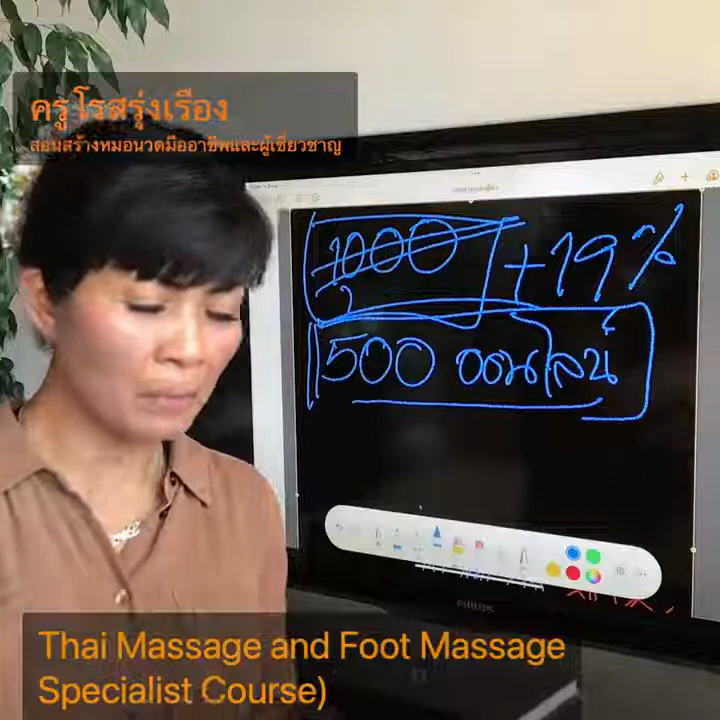 ครูโรสรุ่งเรือง
สอนสร้างหมอนวดมืออาชีพและผู้เชี่ยวชาญ
1000 +19%
500 ออนไลน์
PHILIPS
Thai Massage and Foot Massage
Specialist Course)